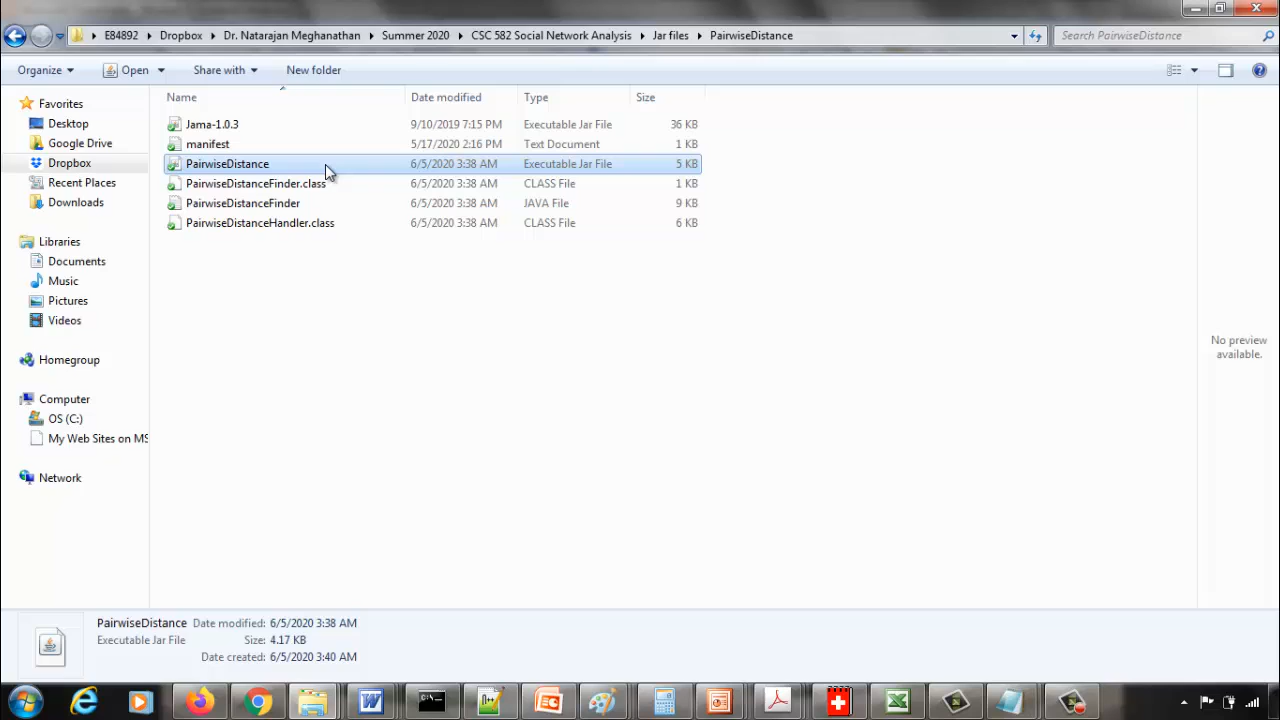 E84892 Dropbox Dr. Natarajan Meghanathan Summer 2020 CSC 582 Social Network Analysis Jar files PairwiseDistance Search PairwiseDistance
Organize Open Share with New folder
Name Date modified Type Size
Jama-1.0.3 9/10/2019 7:15 PM Executable Jar File 36 KB
manifest 5/17/2020 2:16 PM Text Document 1 KB
PairwiseDistance 6/5/2020 3:38 AM Executable Jar File 5 KB
PairwiseDistanceFinder.class 6/5/2020 3:38 AM CLASS File 1 KB
PairwiseDistanceFinder 6/5/2020 3:38 AM JAVA File 9 KB
PairwiseDistanceHandler.class 6/5/2020 3:38 AM CLASS File 6 KB
Favorites
Desktop
Google Drive
Dropbox
Recent Places
Downloads
Libraries
Documents
Music
Pictures
Videos
Homegroup
Computer
OS (C:)
My Web Sites on MS
Network
No preview
available.
PairwiseDistance Date modified: 6/5/2020 3:38 AM
Executable Jar File Size: 4.17 KB
Date created: 6/5/2020 3:40 AM